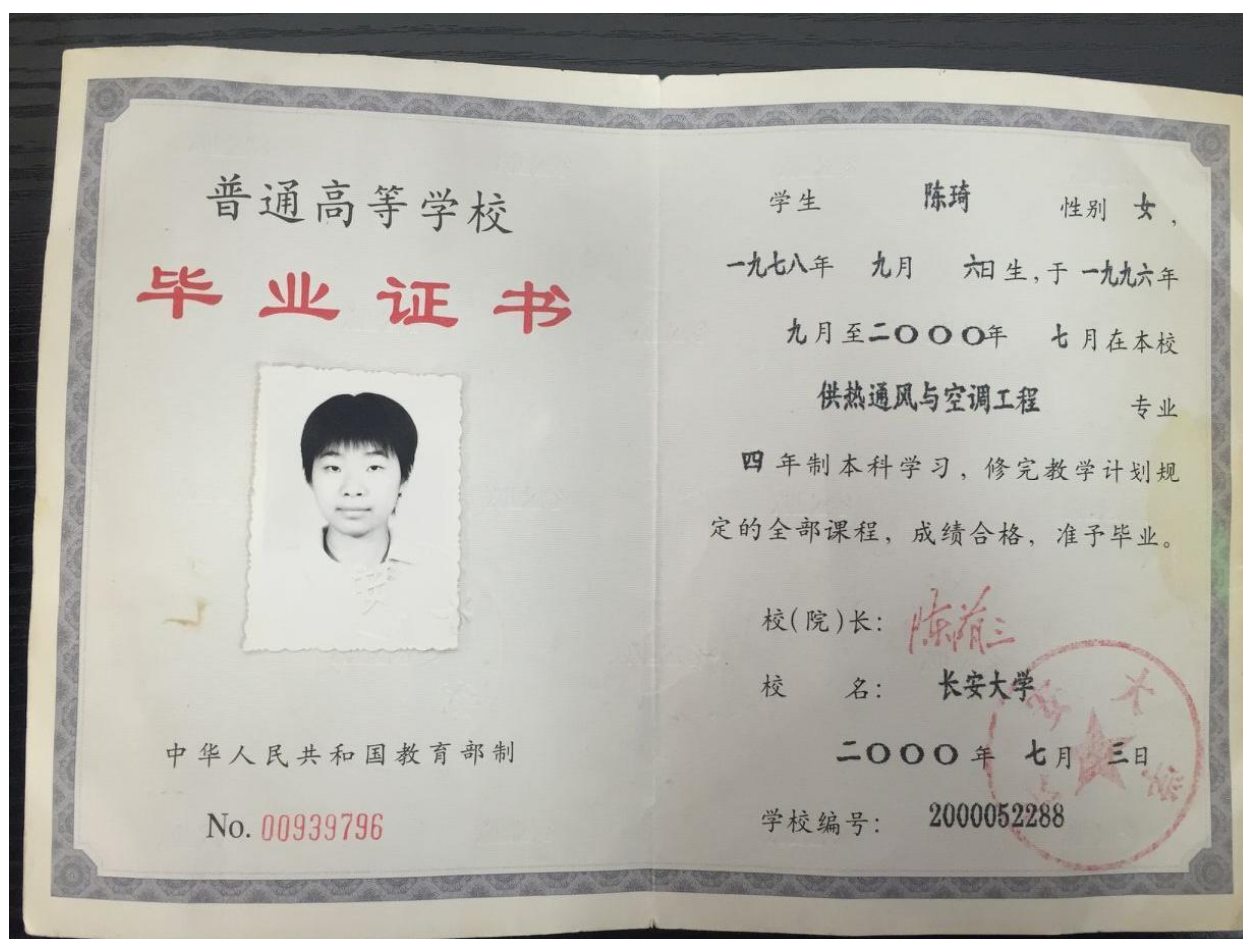 普通高等学校
毕业证书
中华人民共和国教育部制
No. 00939796
学生 陈琦 性别 女,
一九七八年 九月 六日生,于一九九六年
九月至二〇〇〇年 七月在本校
供热通风与空调工程 专业
四年制本科学习,修完教学计划规
定的全部课程,成绩合格,准予毕业。
校(院)长:
校 名: 长安大学
二〇〇〇年 七月 三日
学校编号: 2000052288